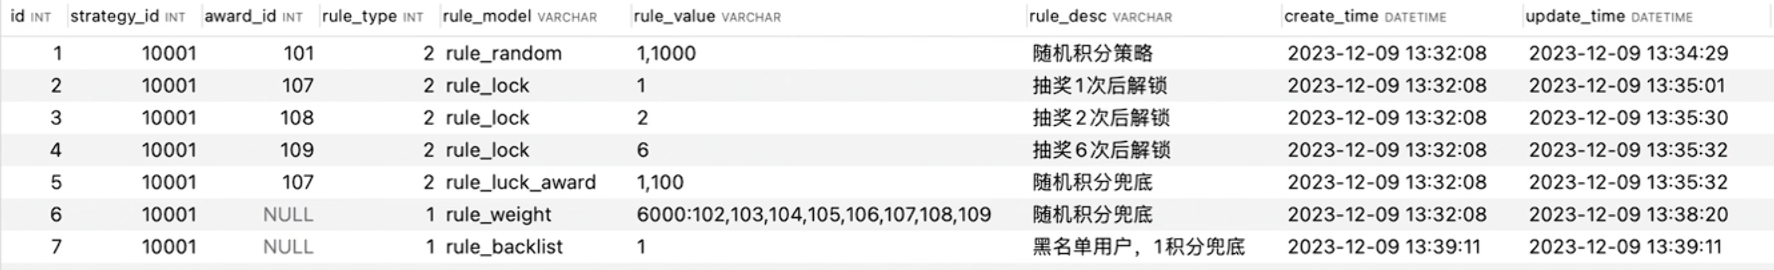 id INT strategy_id INT award_id INT rule_type INT rule_model VARCHAR rule_value VARCHAR rule_desc VARCHAR create_time DATETIME update_time DATETIME
1 10001 101 2 rule_random 1,1000 随机积分策略 2023-12-09 13:32:08 2023-12-09 13:34:29
2 10001 107 2 rule_lock 1 抽奖1次后解锁 2023-12-09 13:32:08 2023-12-09 13:35:01
3 10001 108 2 rule_lock 2 抽奖2次后解锁 2023-12-09 13:32:08 2023-12-09 13:35:30
4 10001 109 2 rule_lock 6 抽奖6次后解锁 2023-12-09 13:32:08 2023-12-09 13:35:32
5 10001 107 2 rule_luck_award 1,100 随机积分兜底 2023-12-09 13:32:08 2023-12-09 13:35:32
6 10001 NULL 1 rule_weight 6000:102,103,104,105,106,107,108,109 随机积分兜底 2023-12-09 13:32:08 2023-12-09 13:38:20
7 10001 NULL 1 rule_backlist 1 黑名单用户，1积分兜底 2023-12-09 13:39:11 2023-12-09 13:39:11